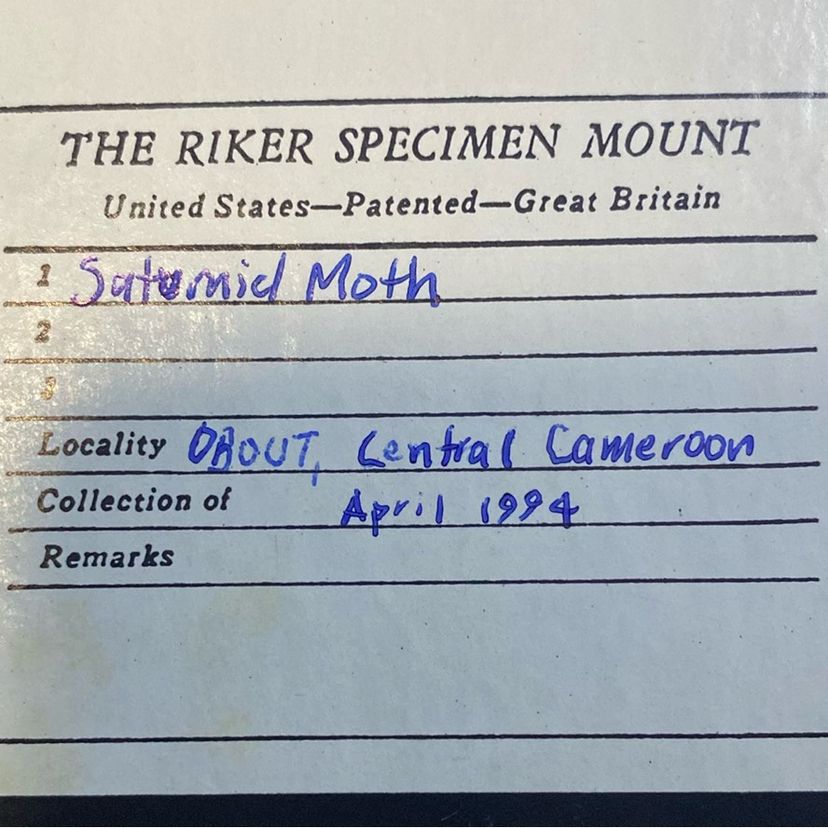 THE RIKER SPECIMEN MOUNT
United States—Patented—Great Britain
1 Saturnid Moth
2
3
Locality OBOUT, Central Cameroon
Collection of April 1994
Remarks